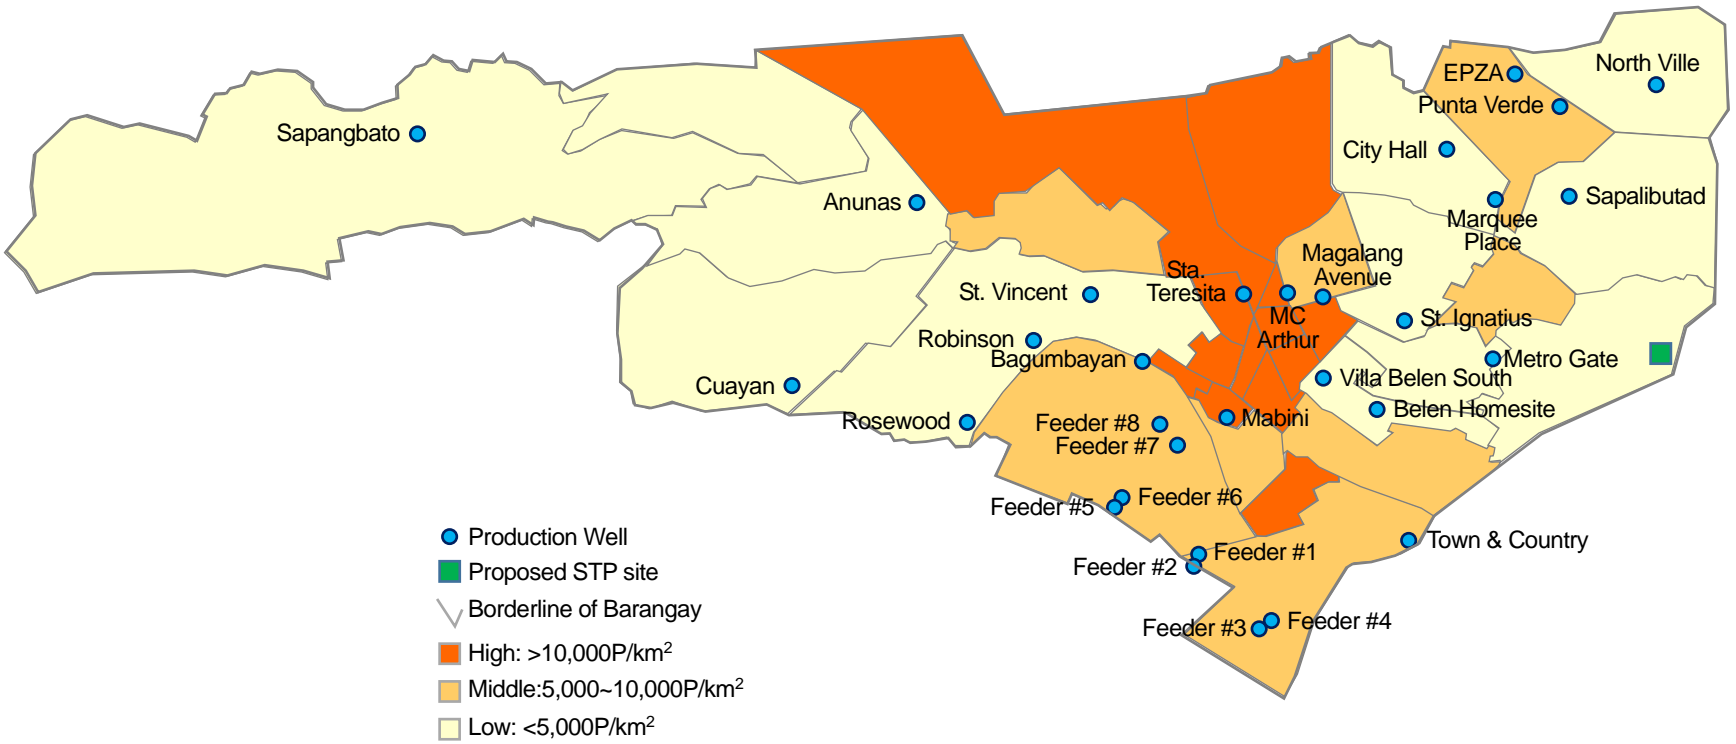 North Ville
EPZA
Punta Verde
Sapangbato
City Hall
Anunas
Sapalibutad
Marquee
Place
Magalang
Avenue
Sta.
Teresita
St. Vincent
MC
Arthur
St. Ignatius
Robinson
Bagumbayan
Metro Gate
Cuayan
Villa Belen South
Belen Homesite
Rosewood
Mabini
Feeder #8
Feeder #7
Feeder #6
Feeder #5
Feeder #1
Feeder #2
Town & Country
Feeder #4
Feeder #3
Production Well
Proposed STP site
Borderline of Barangay
High: >10,000P/km²
Middle:5,000~10,000P/km²
Low: <5,000P/km²